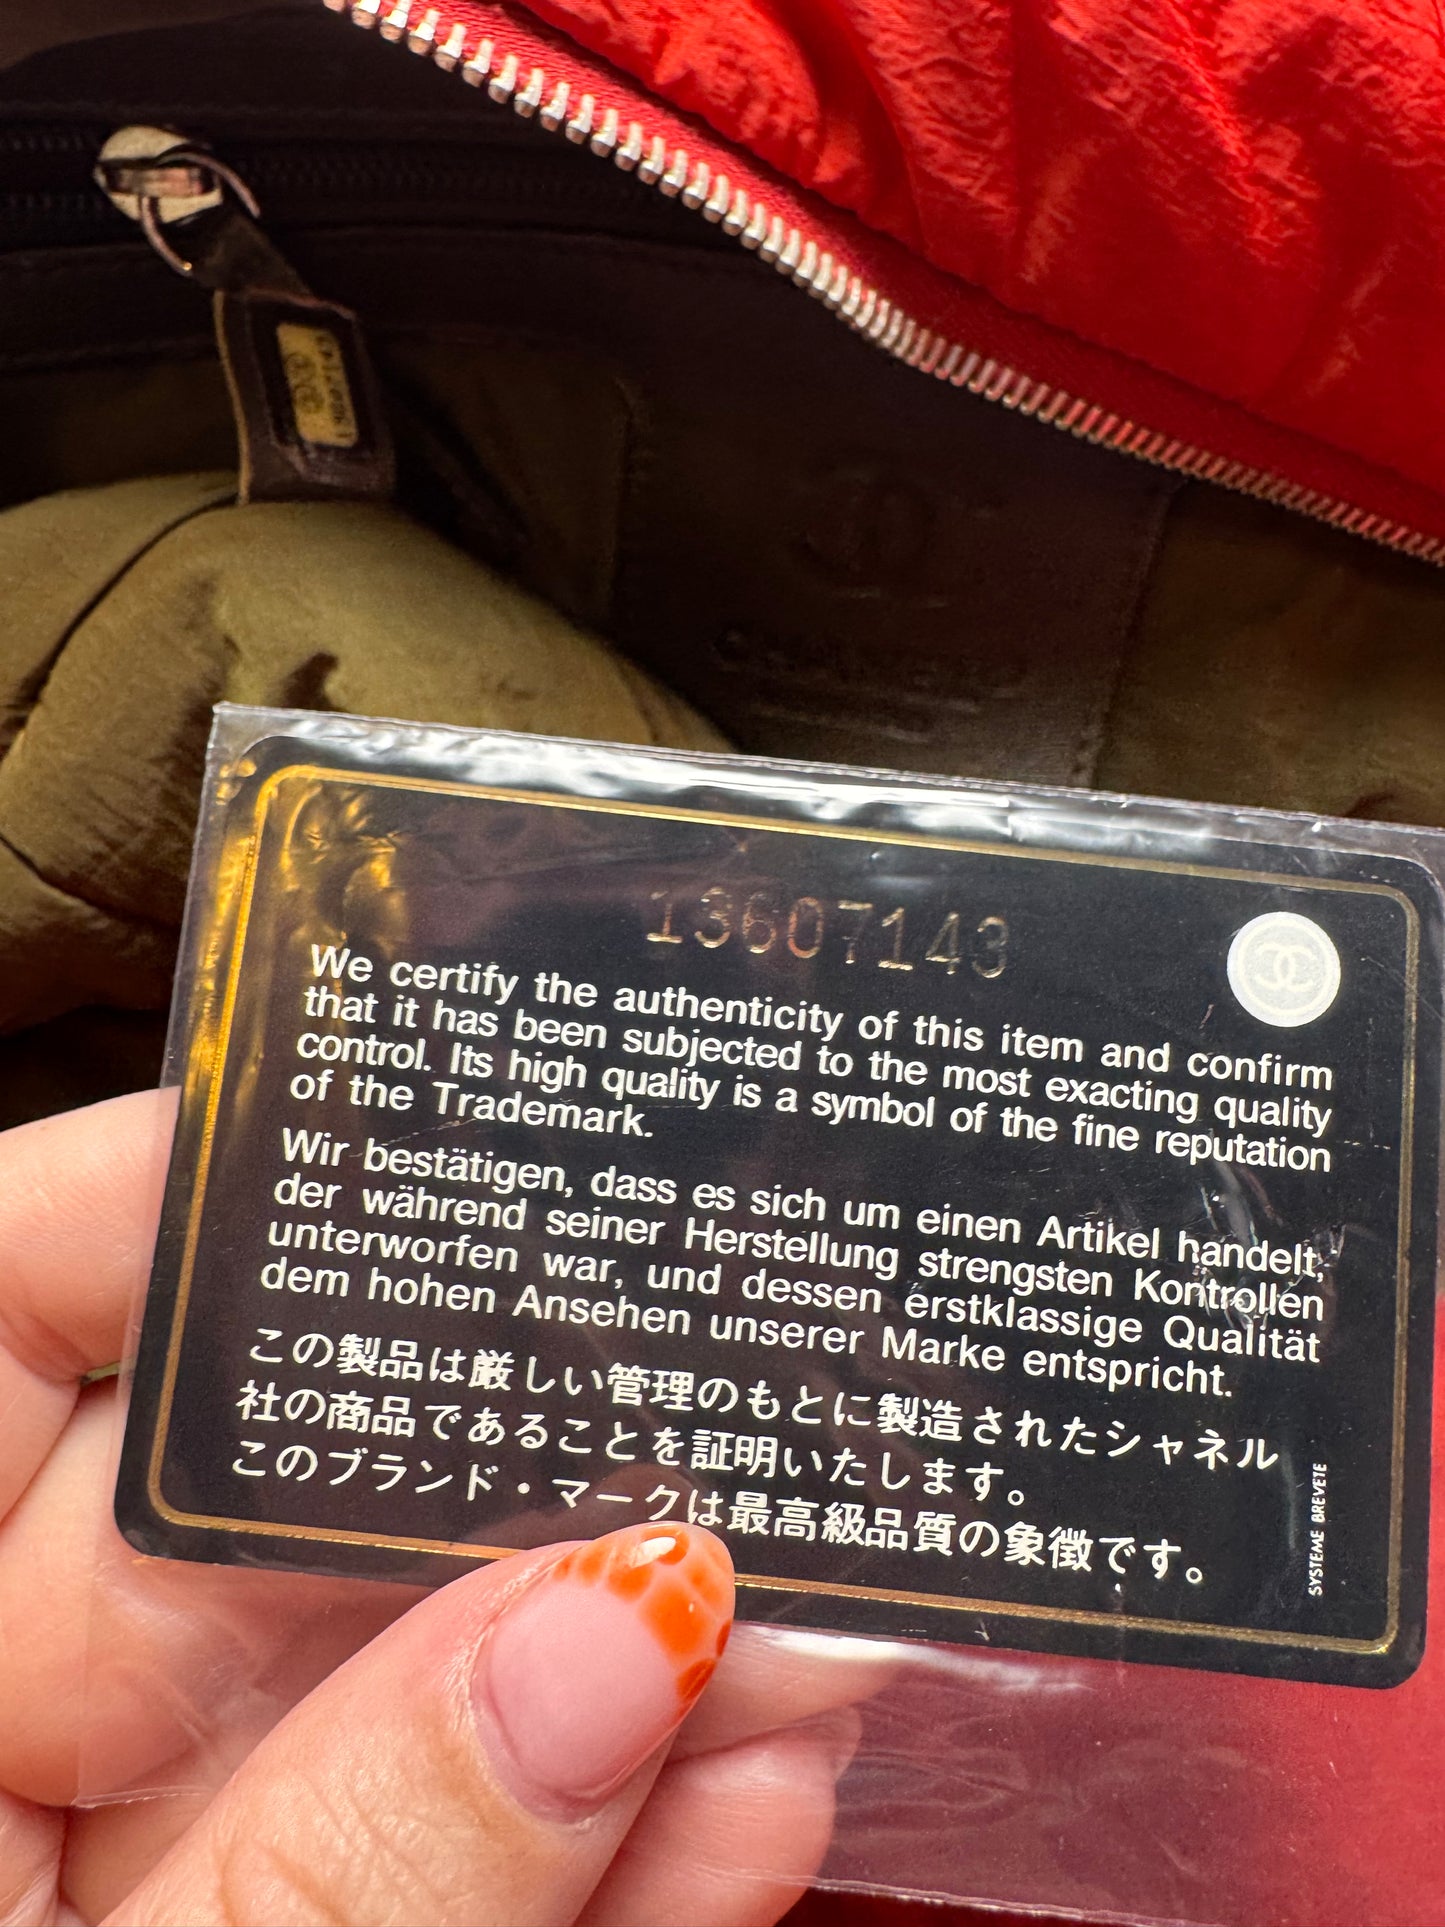 13607143
We certify the authenticity of this item and confirm
that it has been subjected to the most exacting quality
control. Its high quality is a symbol of the fine reputation
of the Trademark.
Wir bestätigen, dass es sich um einen Artikel handelt,
der während seiner Herstellung strengsten Kontrollen
unterworfen war, und dessen erstklassige Qualität
dem hohen Ansehen unserer Marke entspricht.
この製品は厳しい管理のもとに製造されたシャネル
社の商品であることを証明いたします。
このブランド・マークは最高級品質の象徴です。
SYSTEME BREVETE